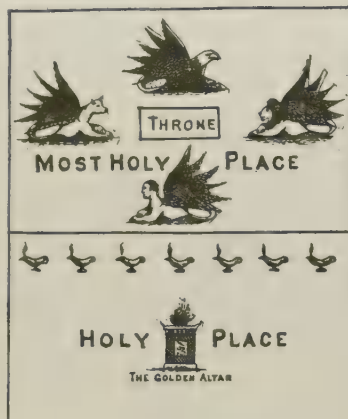 THRONE
MOST HOLY PLACE
HOLY PLACE
THE GOLDEN ALTAR